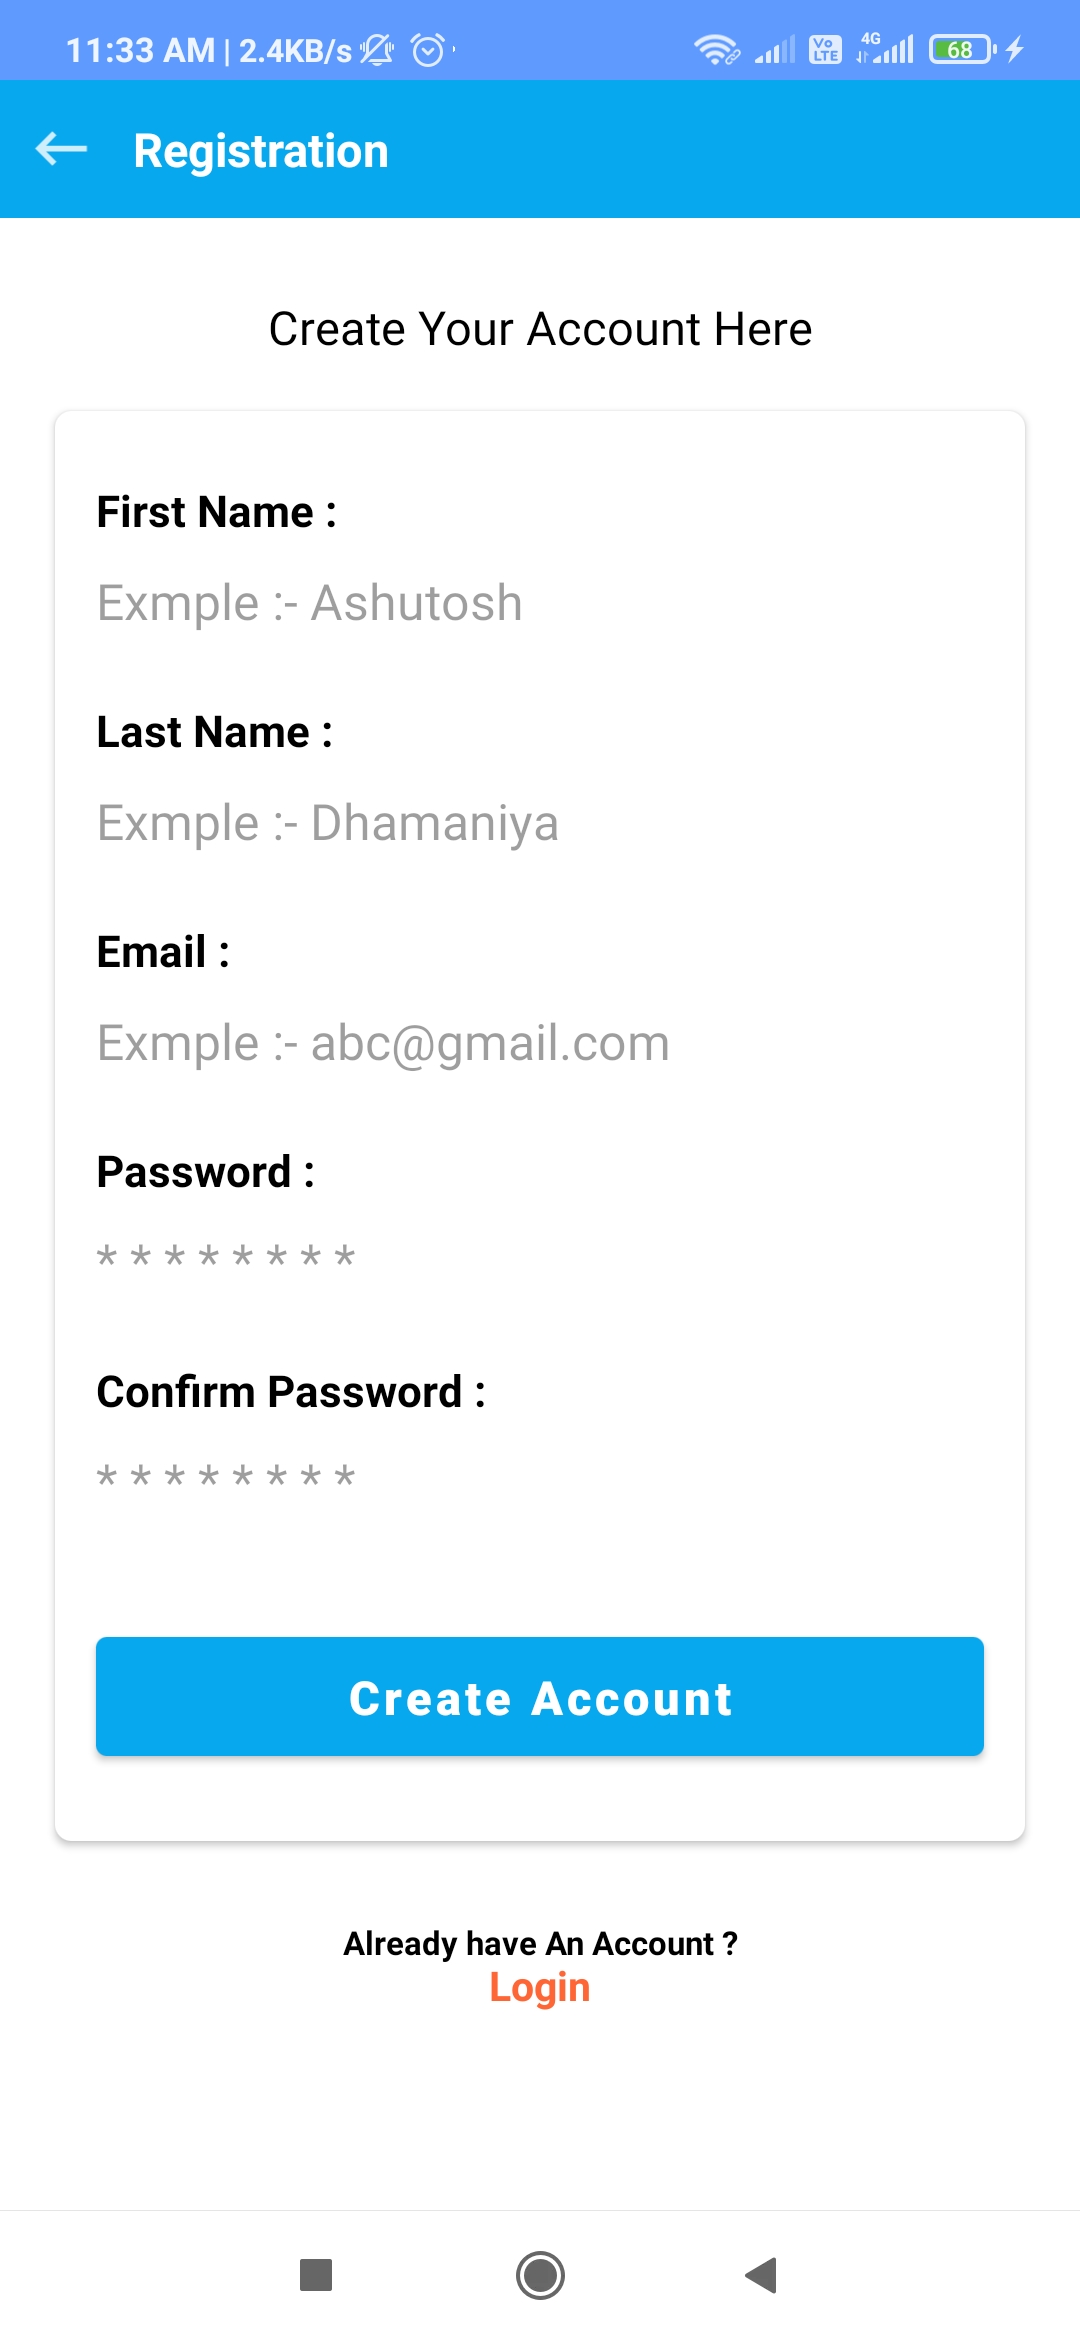 11:33 AM | 2.4KB/s Vo LTE 4G 68
Registration
Create Your Account Here
First Name :
Exmple :- Ashutosh
Last Name :
Exmple :- Dhamaniya
Email :
Exmple :- abc@gmail.com
Password :
* * * * * * * *
Confirm Password :
* * * * * * * *
Create Account
Already have An Account ?
Login